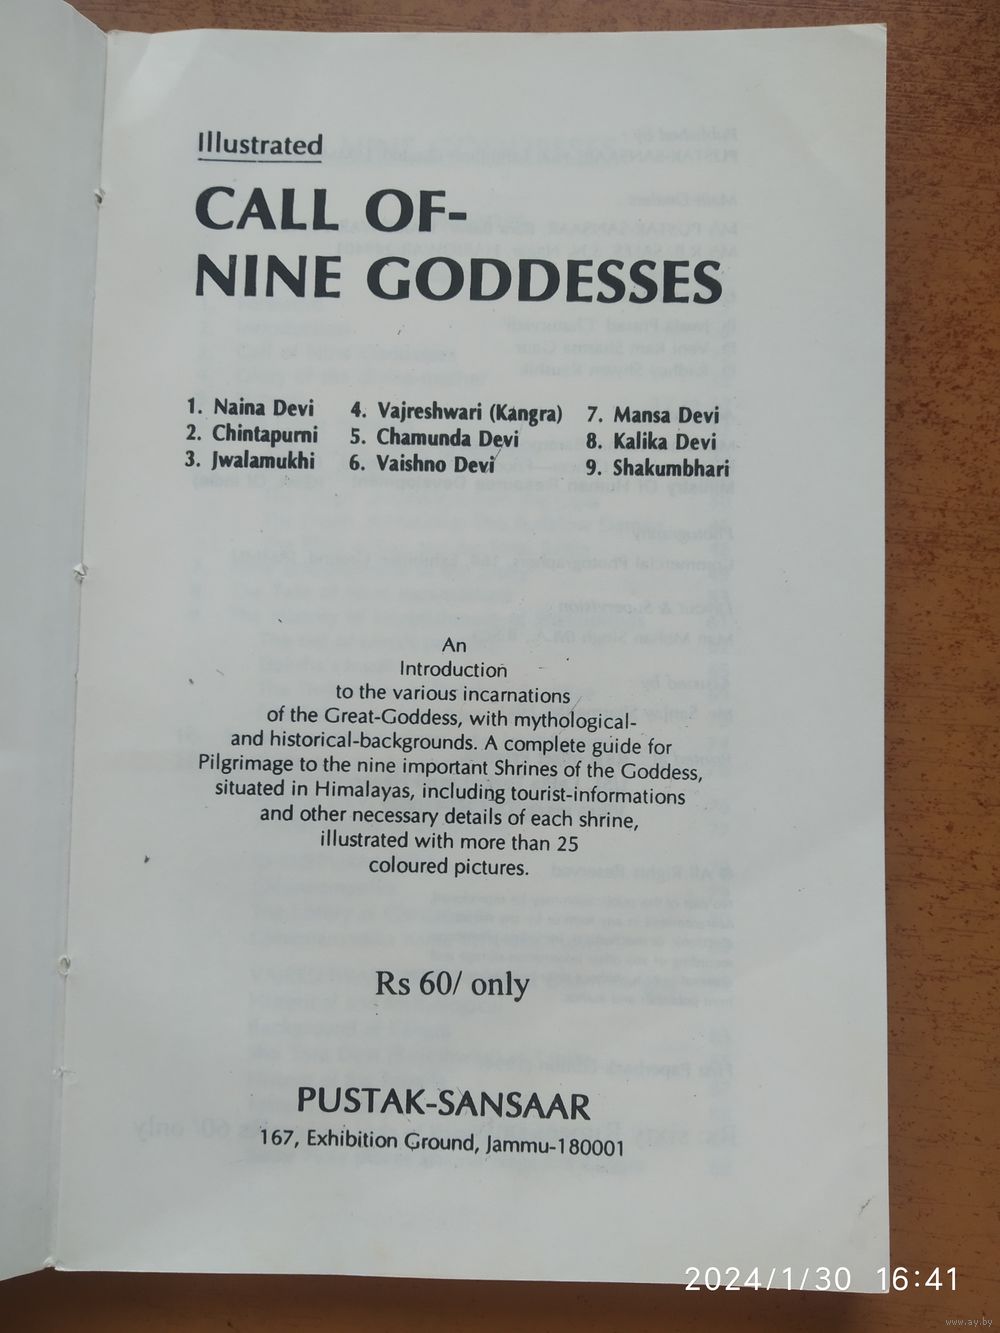 Illustrated
CALL OF-
NINE GODDESSES
1. Naina Devi
2. Chintapurni
3. Jwalamukhi
4. Vajreshwari (Kangra)
5. Chamunda Devi
6. Vaishno Devi
7. Mansa Devi
8. Kalika Devi
9. Shakumbhari
An
Introduction
to the various incarnations
of the Great-Goddess, with mythological-
and historical-backgrounds. A complete guide for
Pilgrimage to the nine important Shrines of the Goddess,
situated in Himalayas, including tourist-informations
and other necessary details of each shrine,
illustrated with more than 25
coloured pictures.
Rs 60/ only
PUSTAK-SANSAAR
167, Exhibition Ground, Jammu-180001
2024/1/30 16:41
www.ay.by